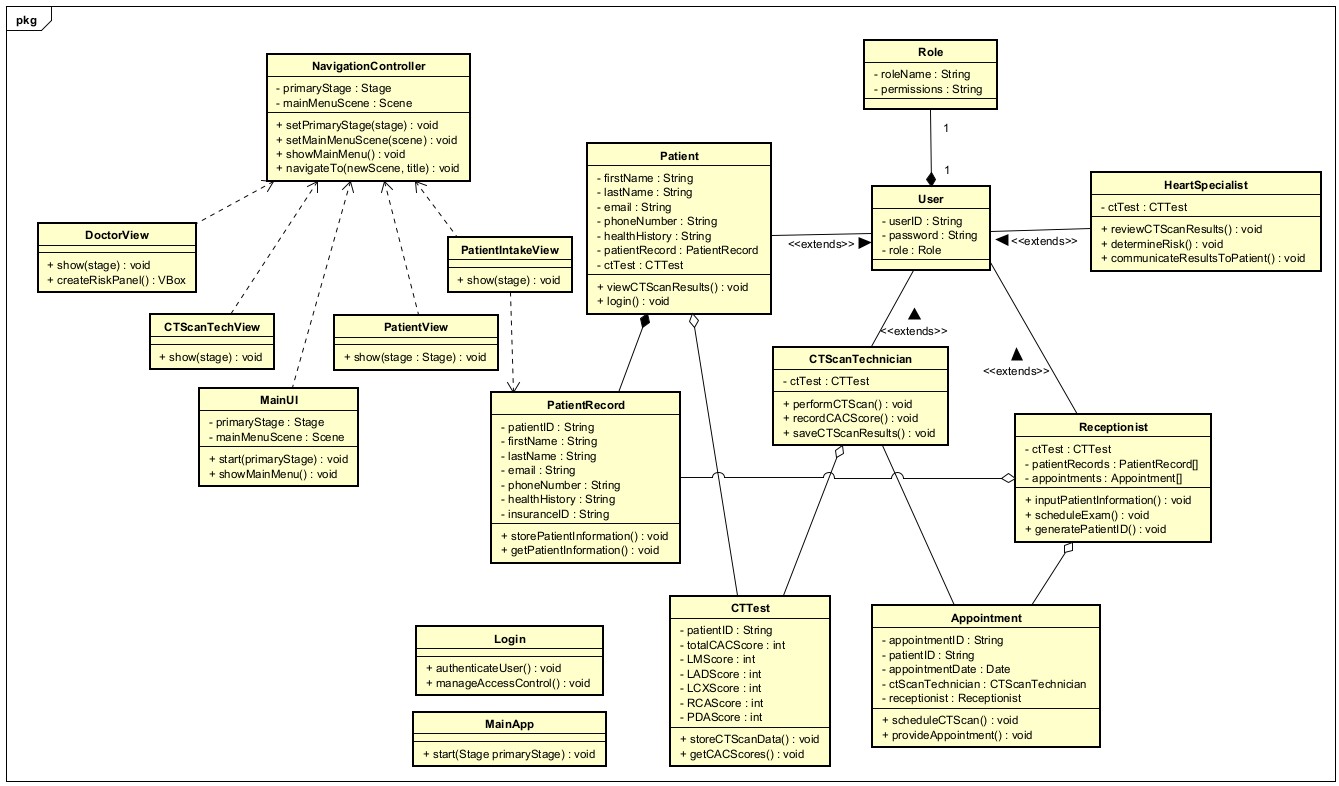 pkg
NavigationController
- primaryStage : Stage
- mainMenuScene : Scene
+ setPrimaryStage(stage) : void
+ setMainMenuScene(scene) : void
+ showMainMenu() : void
+ navigateTo(newScene, title) : void
Role
- roleName : String
- permissions : String
1
1
Patient
- firstName : String
- lastName : String
- email : String
- phoneNumber : String
- healthHistory : String
- patientRecord : PatientRecord
- ctTest : CTTest
+ viewCTScanResults() : void
+ login() : void
<<extends>>
User
- userID : String
- password : String
- role : Role
<<extends>>
HeartSpecialist
- ctTest : CTTest
+ reviewCTScanResults() : void
+ determineRisk() : void
+ communicateResultsToPatient() : void
DoctorView
+ show(stage) : void
+ createRiskPanel() : VBox
PatientIntakeView
+ show(stage) : void
CTScanTechView
+ show(stage) : void
PatientView
+ show(stage : Stage) : void
<<extends>>
<<extends>>
MainUI
- primaryStage : Stage
- mainMenuScene : Scene
+ start(primaryStage) : void
+ showMainMenu() : void
PatientRecord
- patientID : String
- firstName : String
- lastName : String
- email : String
- phoneNumber : String
- healthHistory : String
- insuranceID : String
+ storePatientInformation() : void
+ getPatientInformation() : void
CTScanTechnician
- ctTest : CTTest
+ performCTScan() : void
+ recordCACScore() : void
+ saveCTScanResults() : void
Receptionist
- ctTest : CTTest
- patientRecords : PatientRecord[]
- appointments : Appointment[]
+ inputPatientInformation() : void
+ scheduleExam() : void
+ generatePatientID() : void
Login
+ authenticateUser() : void
+ manageAccessControl() : void
MainApp
+ start(Stage primaryStage) : void
CTTest
- patientID : String
- totalCACScore : int
- LMScore : int
- LADScore : int
- LCXScore : int
- RCAScore : int
- PDAScore : int
+ storeCTScanData() : void
+ getCACScores() : void
Appointment
- appointmentID : String
- patientID : String
- appointmentDate : Date
- ctScanTechnician : CTScanTechnician
- receptionist : Receptionist
+ scheduleCTScan() : void
+ provideAppointment() : void